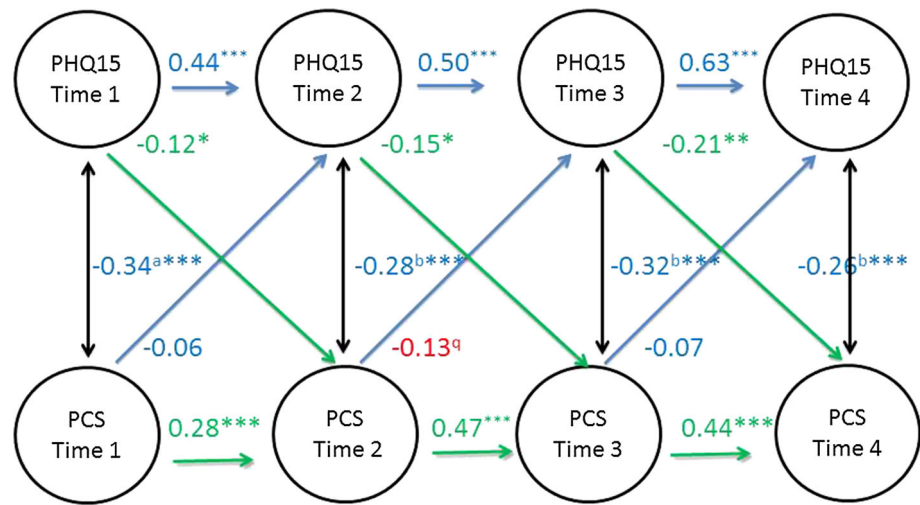 PHQ15
Time 1
0.44***
PHQ15
Time 2
0.50***
PHQ15
Time 3
0.63***
PHQ15
Time 4
-0.12*
-0.15*
-0.21**
-0.34ᵃ***
-0.28ᵇ***
-0.32ᵇ***
-0.26ᵇ***
-0.06
-0.13q
-0.07
PCS
Time 1
0.28***
PCS
Time 2
0.47***
PCS
Time 3
0.44***
PCS
Time 4